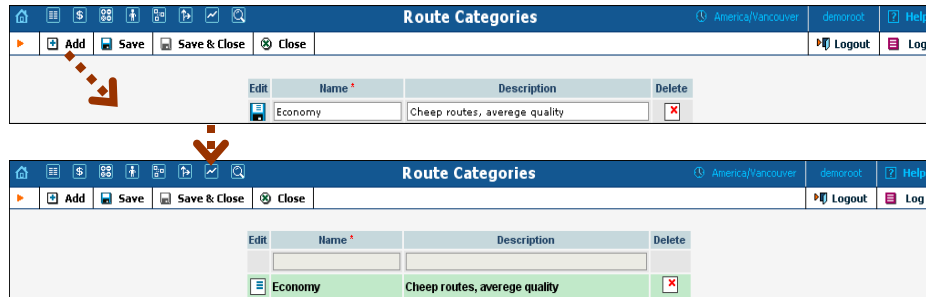 Route Categories America/Vancouver demoroot Help
Add Save Save & Close Close Logout Log
Edit Name * Description Delete
Economy Cheep routes, averege quality
Route Categories America/Vancouver demoroot Help
Add Save Save & Close Close Logout Log
Edit Name * Description Delete
Economy Cheep routes, averege quality